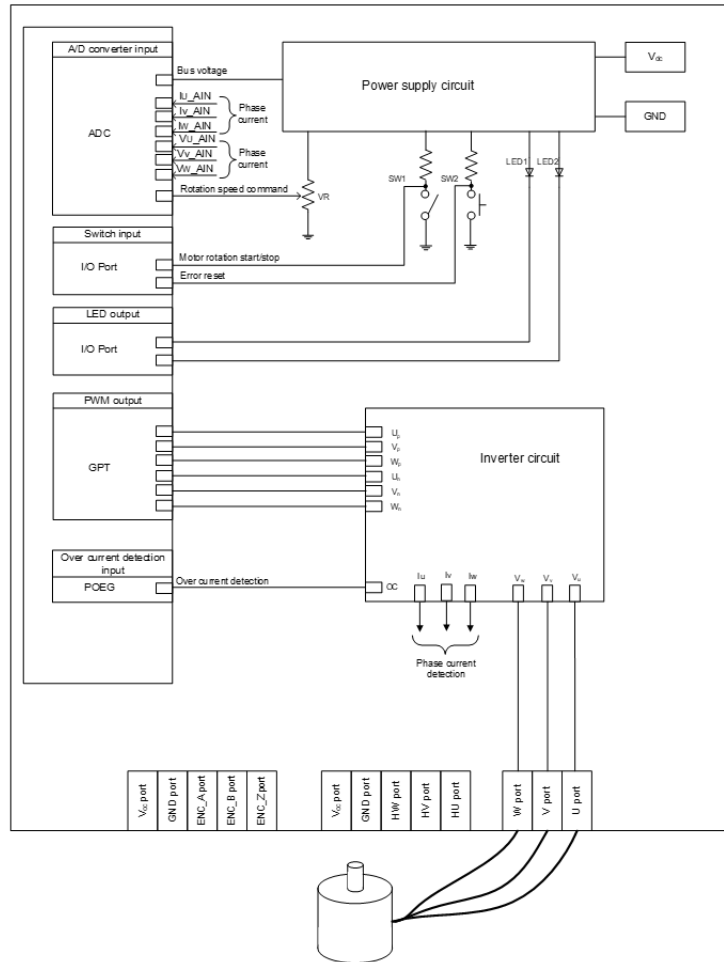 A/D converter input
ADC
Bus voltage
IU_AIN
IV_AIN
IW_AIN
Phase
current
VU_AIN
VV_AIN
VW_AIN
Phase
current
Rotation speed command
VR
Power supply circuit
Vdc
GND
SW1
SW2
LED1
LED2
Switch input
I/O Port
Motor rotation start/stop
Error reset
LED output
I/O Port
PWM output
GPT
Inverter circuit
Up
Vp
Wp
Un
Vn
Wn
Over current detection
input
POEG
Over current detection
OC
Iu
Iv
Iw
Vw
Vv
Vu
Phase current
detection
Vcc port
GND port
ENC_A port
ENC_B port
ENC_Z port
Vcc port
GND port
HW port
HV port
HU port
W port
V port
U port